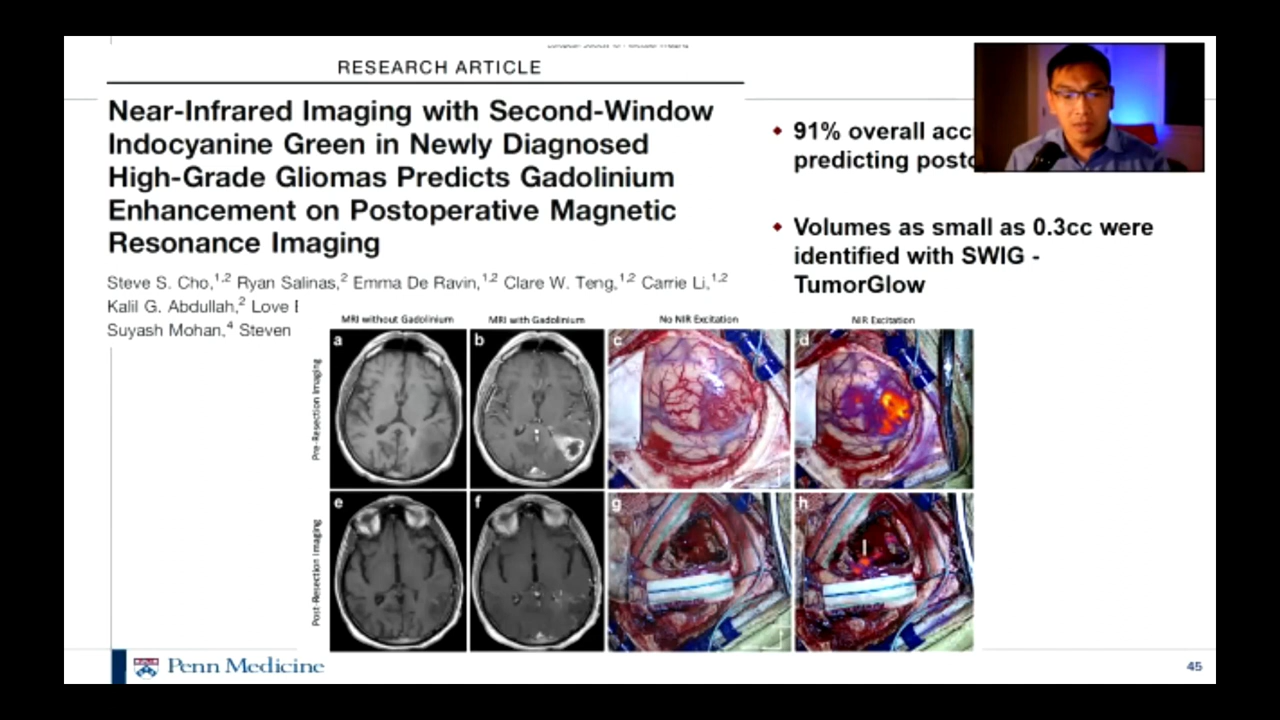 RESEARCH ARTICLE
Near-Infrared Imaging with Second-Window
Indocyanine Green in Newly Diagnosed
High-Grade Gliomas Predicts Gadolinium
Enhancement on Postoperative Magnetic
Resonance Imaging
Steve S. Cho,1,2 Ryan Salinas,2 Emma De Ravin,1,2 Clare W. Teng,1,2 Carrie Li,1,2
Kalil G. Abdullah,2 Love
Suyash Mohan,4 Steven
91% overall acc
predicting posto
Volumes as small as 0.3cc were
identified with SWIG -
TumorGlow
MRI without Gadolinium MRI with Gadolinium No NIR Excitation NIR Excitation
Pre-Resection Imaging
a b c d
Post-Resection Imaging
e f g h
Penn Medicine
45